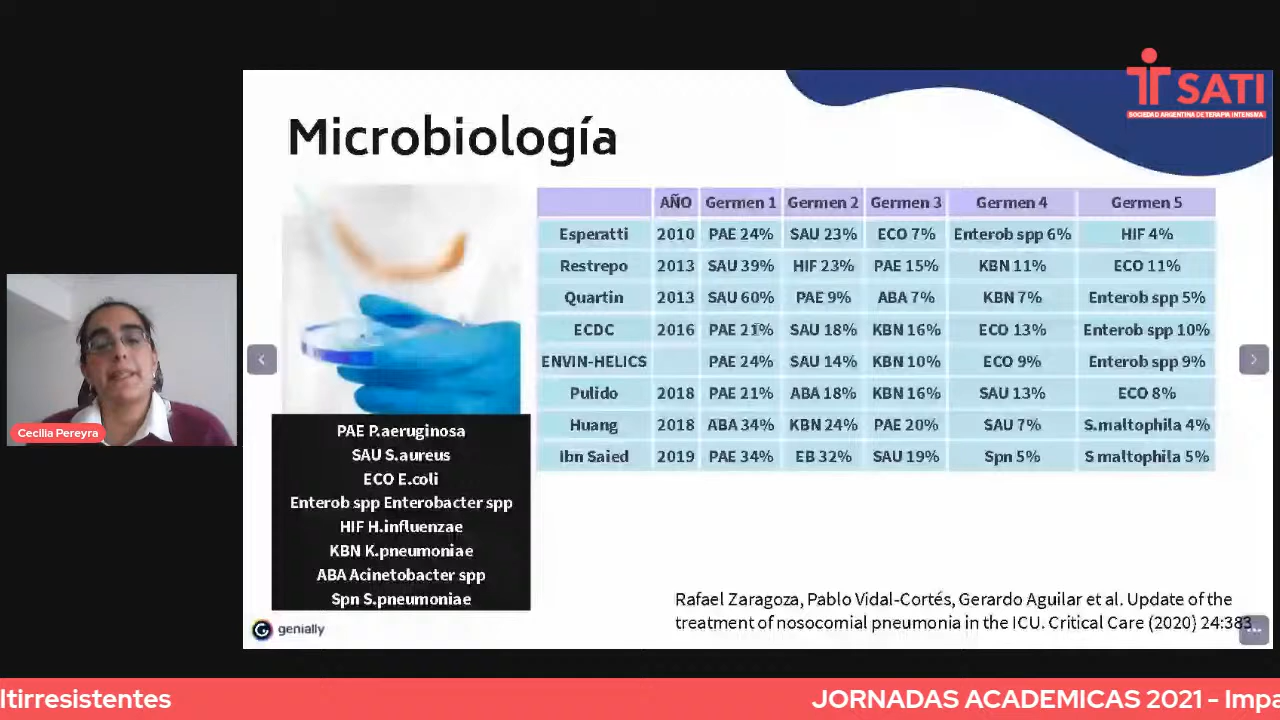 SATI
SOCIEDAD ARGENTINA DE TERAPIA INTENSIVA
Microbiología
AÑO Germen 1 Germen 2 Germen 3 Germen 4 Germen 5
Esperatti 2010 PAE 24% SAU 23% ECO 7% Enterob spp 6% HIF 4%
Restrepo 2013 SAU 39% HIF 23% PAE 15% KBN 11% ECO 11%
Quartin 2013 SAU 60% PAE 9% ABA 7% KBN 7% Enterob spp 5%
ECDC 2016 PAE 21% SAU 18% KBN 16% ECO 13% Enterob spp 10%
ENVIN-HELICS PAE 24% SAU 14% KBN 10% ECO 9% Enterob spp 9%
Pulido 2018 PAE 21% ABA 18% KBN 16% SAU 13% ECO 8%
Huang 2018 ABA 34% KBN 24% PAE 20% SAU 7% S.maltophila 4%
Ibn Saied 2019 PAE 34% EB 32% SAU 19% Spn 5% S maltophila 5%
PAE P.aeruginosa
SAU S.aureus
ECO E.coli
Enterob spp Enterobacter spp
HIF H.influenzae
KBN K.pneumoniae
ABA Acinetobacter spp
Spn S.pneumoniae
Cecilia Pereyra
Rafael Zaragoza, Pablo Vidal-Cortés, Gerardo Aguilar et al. Update of the
treatment of nosocomial pneumonia in the ICU. Critical Care (2020) 24:383
genially
ltirresistentes
JORNADAS ACADEMICAS 2021 - Impa